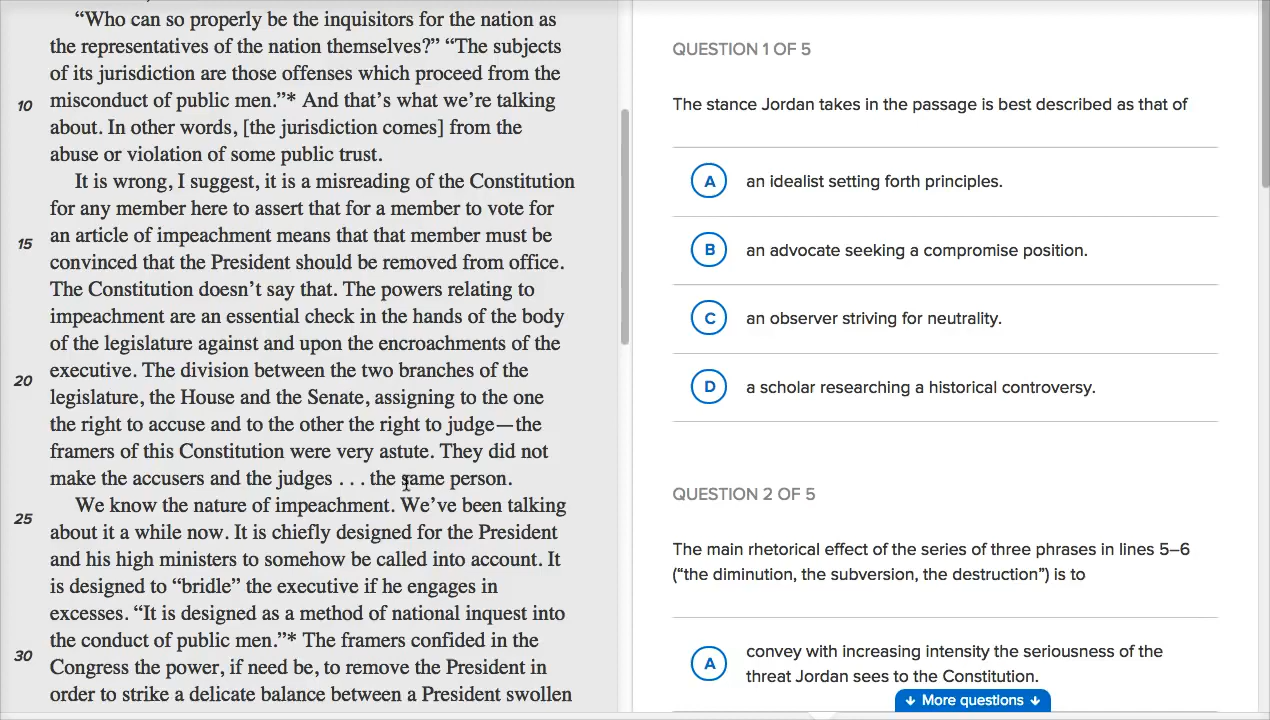 “Who can so properly be the inquisitors for the nation as
the representatives of the nation themselves?” “The subjects
of its jurisdiction are those offenses which proceed from the
10 misconduct of public men.”* And that’s what we’re talking
about. In other words, [the jurisdiction comes] from the
abuse or violation of some public trust.
It is wrong, I suggest, it is a misreading of the Constitution
for any member here to assert that for a member to vote for
15 an article of impeachment means that that member must be
convinced that the President should be removed from office.
The Constitution doesn’t say that. The powers relating to
impeachment are an essential check in the hands of the body
of the legislature against and upon the encroachments of the
20 executive. The division between the two branches of the
legislature, the House and the Senate, assigning to the one
the right to accuse and to the other the right to judge—the
framers of this Constitution were very astute. They did not
make the accusers and the judges . . . the same person.
25 We know the nature of impeachment. We’ve been talking
about it a while now. It is chiefly designed for the President
and his high ministers to somehow be called into account. It
is designed to “bridle” the executive if he engages in
excesses. “It is designed as a method of national inquest into
30 the conduct of public men.”* The framers confided in the
Congress the power, if need be, to remove the President in
order to strike a delicate balance between a President swollen
QUESTION 1 OF 5
The stance Jordan takes in the passage is best described as that of
A an idealist setting forth principles.
B an advocate seeking a compromise position.
C an observer striving for neutrality.
D a scholar researching a historical controversy.
QUESTION 2 OF 5
The main rhetorical effect of the series of three phrases in lines 5–6
(“the diminution, the subversion, the destruction”) is to
A convey with increasing intensity the seriousness of the
threat Jordan sees to the Constitution.
↓ More questions ↓